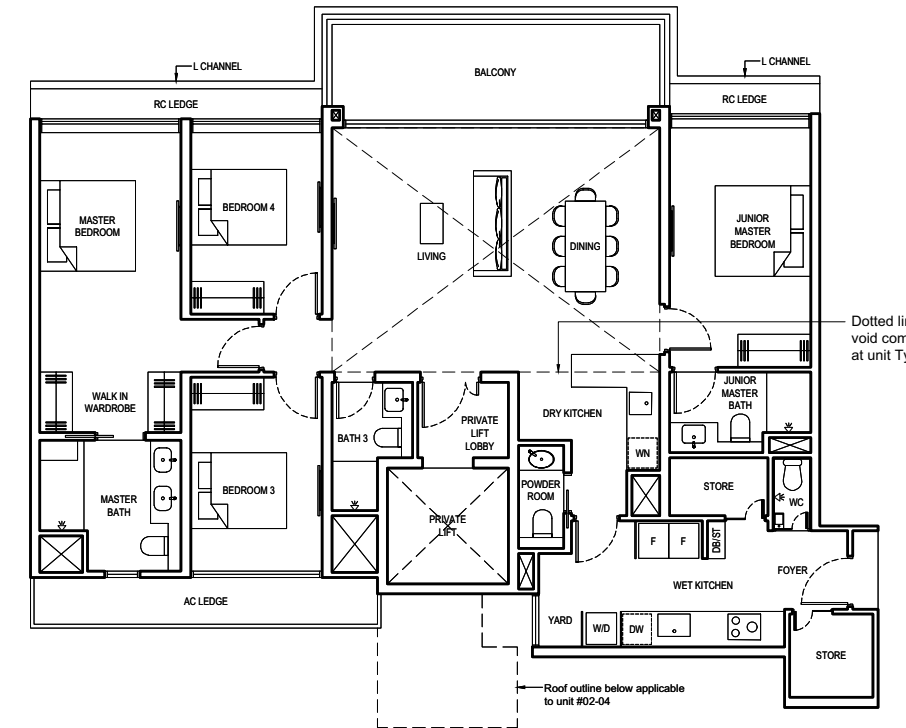 BALCONY
L CHANNEL
L CHANNEL
RC LEDGE
RC LEDGE
MASTER
BEDROOM
BEDROOM 4
LIVING
DINING
JUNIOR
MASTER
BEDROOM
Dotted li
void com
at unit Ty
WALK IN
WARDROBE
BATH 3
PRIVATE
LIFT
LOBBY
DRY KITCHEN
JUNIOR
MASTER
BATH
WN
MASTER
BATH
BEDROOM 3
PRIVATE
LIFT
POWDER
ROOM
STORE
WC
F
F
DB/ST
WET KITCHEN
FOYER
AC LEDGE
YARD
W/D
DW
STORE
Roof outline below applicable
to unit #02-04